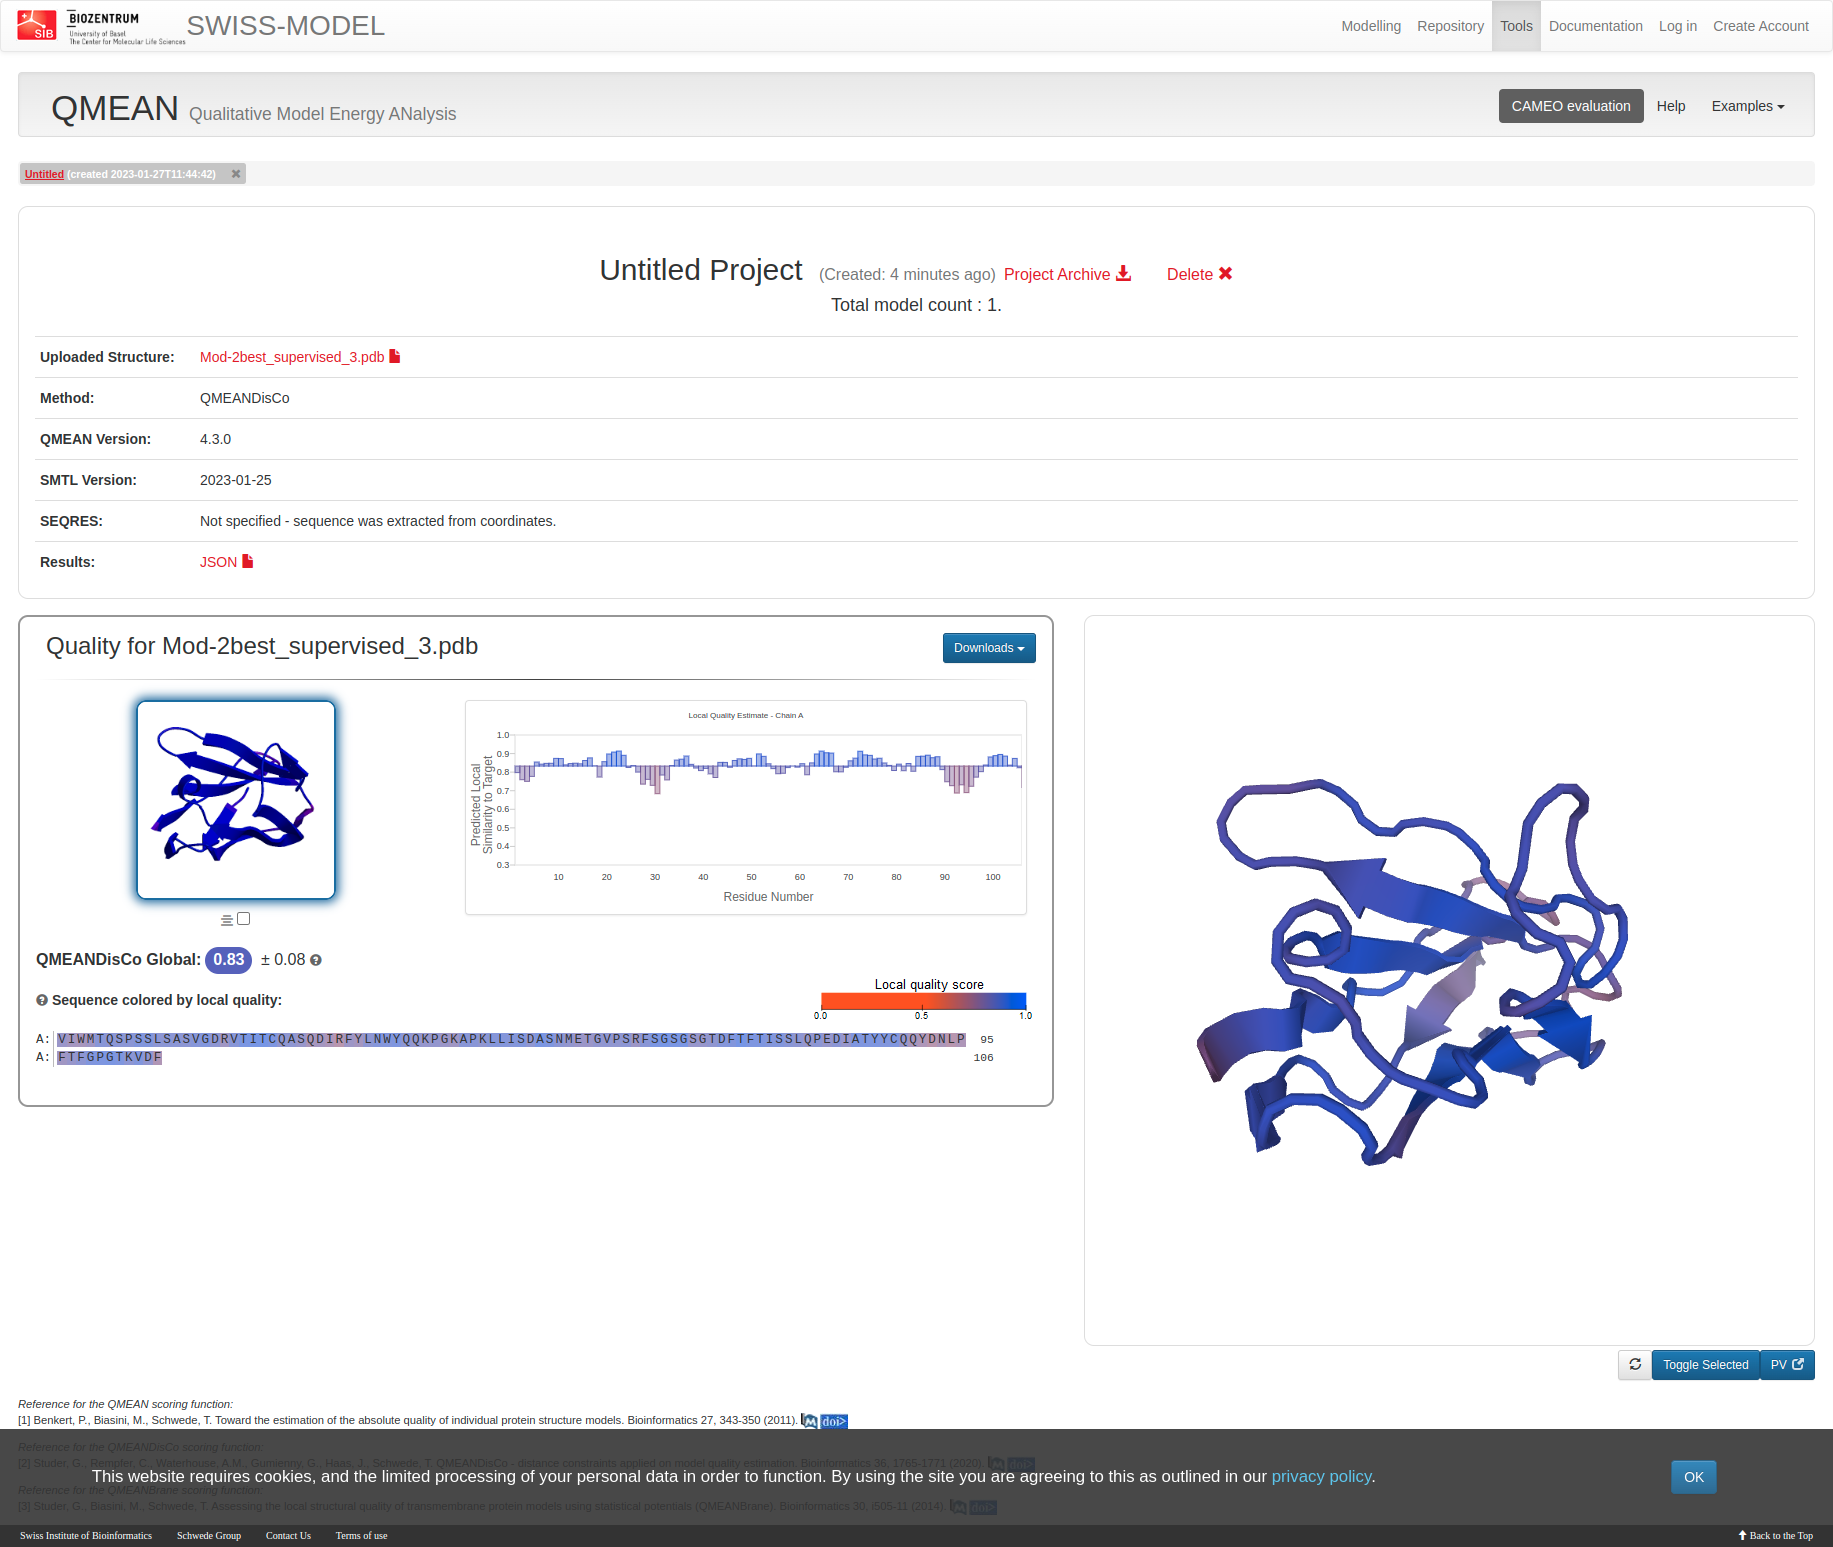 SIB
BIOZENTRUM
University of Basel
The Center for Molecular Life Sciences
SWISS-MODEL
Modelling Repository Tools Documentation Log in Create Account
QMEAN Qualitative Model Energy ANalysis
CAMEO evaluation Help Examples
Untitled (created 2023-01-27T11:44:42)
Untitled Project (Created: 4 minutes ago) Project Archive Delete
Total model count : 1.
Uploaded Structure: Mod-2best_supervised_3.pdb
Method: QMEANDisCo
QMEAN Version: 4.3.0
SMTL Version: 2023-01-25
SEQRES: Not specified - sequence was extracted from coordinates.
Results: JSON
Quality for Mod-2best_supervised_3.pdb
Downloads
Local Quality Estimate - Chain A
Predicted Local
Similarity to Target
1.0
0.9
0.8
0.7
0.6
0.5
0.4
0.3
10 20 30 40 50 60 70 80 90 100
Residue Number
QMEANDisCo Global: 0.83 ± 0.08
Sequence colored by local quality:
Local quality score
0.0 0.5 1.0
A: VIWMTQSPSSLSASVGDRVTITCQASQDIRFYLNWYQQKPGKAPKLLISDASNMETGVPSRFSGSGSGTDFTFTISSLQPEDIATYYCQQYDNLP 95
A: FTFGPGTKVDF 106
Toggle Selected PV
Reference for the QMEAN scoring function:
[1] Benkert, P., Biasini, M., Schwede, T. Toward the estimation of the absolute quality of individual protein structure models. Bioinformatics 27, 343-350 (2011). doi>
Reference for the QMEANDisCo scoring function:
[2] Studer, G., Rempfer, C., Waterhouse, A.M., Gumienny, G., Haas, J., Schwede, T. QMEANDisCo - distance constraints applied on model quality estimation. Bioinformatics 36, 1765-1771 (2020). doi>
This website requires cookies, and the limited processing of your personal data in order to function. By using the site you are agreeing to this as outlined in our privacy policy.
OK
Reference for the QMEANBrane scoring function:
[3] Studer, G., Biasini, M., Schwede, T. Assessing the local structural quality of transmembrane protein models using statistical potentials (QMEANBrane). Bioinformatics 30, i505-11 (2014). doi>
Swiss Institute of Bioinformatics Schwede Group Contact Us Terms of use Back to the Top